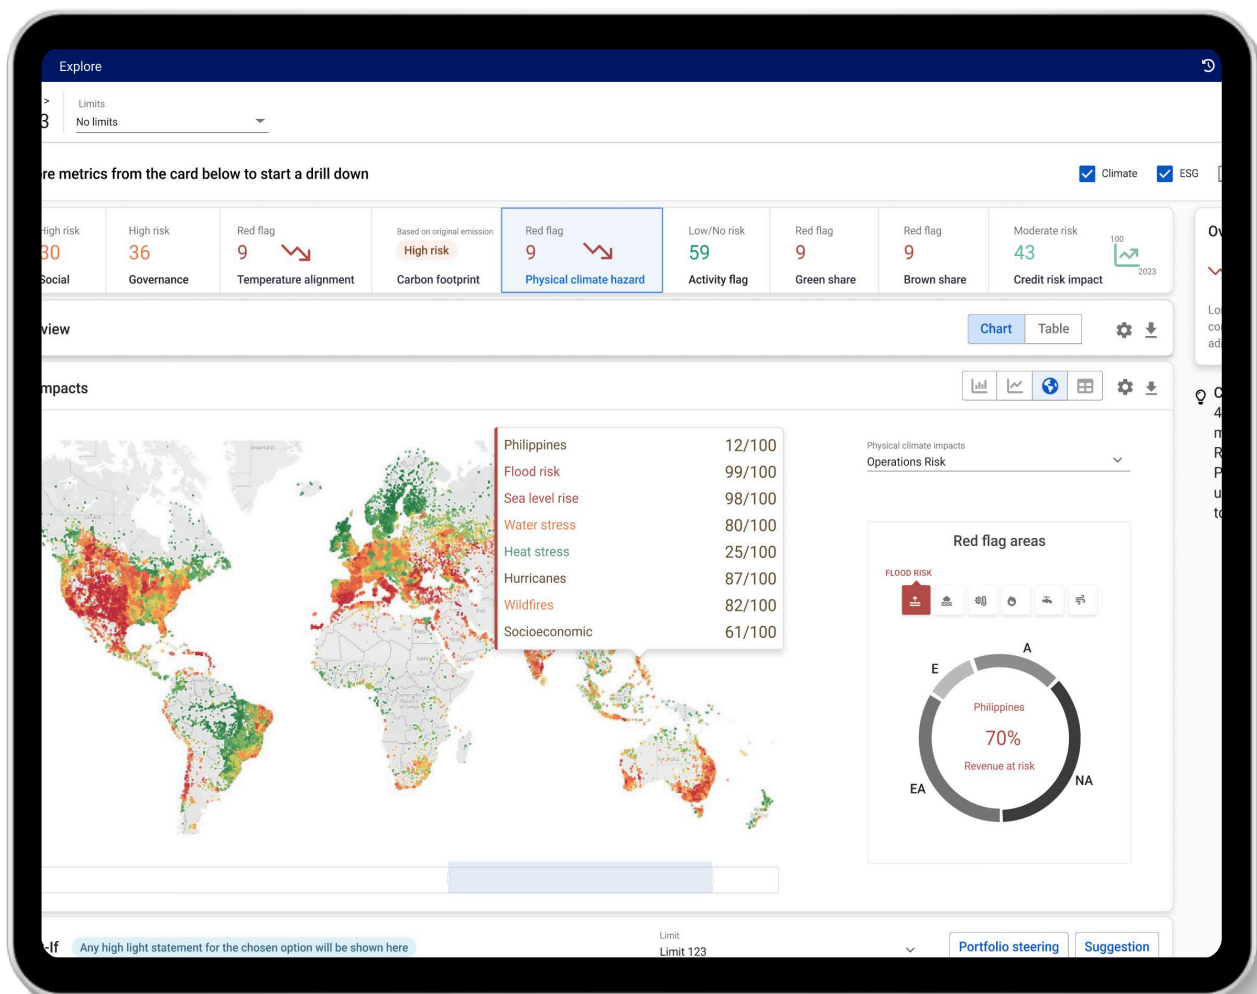 Explore
>
3
Limits
No limits
re metrics from the card below to start a drill down
Climate
ESG
High risk
30
Social
High risk
36
Governance
Red flag
9
Temperature alignment
Based on original emission
High risk
Carbon footprint
Red flag
9
Physical climate hazard
Low/No risk
59
Activity flag
Red flag
9
Green share
Red flag
9
Brown share
Moderate risk
43
Credit risk impact
100
2023
Ov
view
Chart
Table
Lo
co
ad
mpacts
Philippines 12/100
Flood risk 99/100
Sea level rise 98/100
Water stress 80/100
Heat stress 25/100
Hurricanes 87/100
Wildfires 82/100
Socioeconomic 61/100
Physical climate impacts
Operations Risk
Red flag areas
FLOOD RISK
A
E
Philippines
70%
Revenue at risk
EA
NA
C
4
m
R
P
u
to
-If
Any high light statement for the chosen option will be shown here
Limit
Limit 123
Portfolio steering
Suggestion